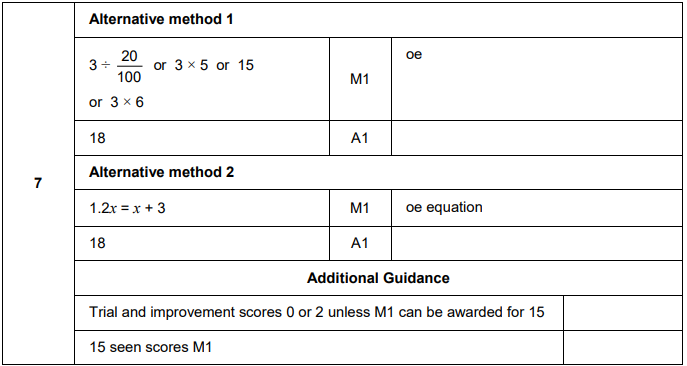 7
Alternative method 1
3 ÷ 20/100 or 3 × 5 or 15
or 3 × 6
M1
oe
18
A1
Alternative method 2
1.2x = x + 3
M1
oe equation
18
A1
Additional Guidance
Trial and improvement scores 0 or 2 unless M1 can be awarded for 15
15 seen scores M1